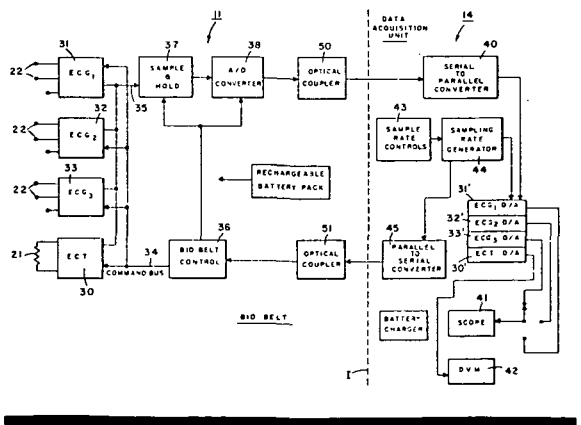 11
DATA
ACQUISITION
UNIT
14
31
ECG1
22
37
SAMPLE
&
HOLD
38
A/D
CONVERTER
50
OPTICAL
COUPLER
40
SERIAL
TO
PARALLEL
CONVERTER
35
32
ECG2
22
43
SAMPLE
RATE
CONTROLS
SAMPLING
RATE
GENERATOR
44
33
ECG3
22
RECHARGEABLE
BATTERY PACK
31'
ECG1 D/A
32'
ECG2 D/A
33'
ECG3 D/A
30'
ECT D/A
21
ECT
30
34
COMMAND BUS
36
BIO BELT
CONTROL
51
OPTICAL
COUPLER
45
PARALLEL
TO
SERIAL
CONVERTER
BIO BELT
BATTERY
CHARGER
41
SCOPE
I
DVM
42